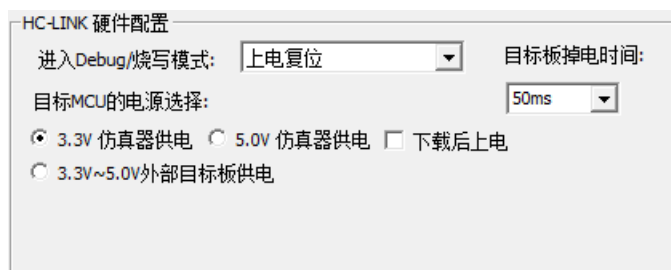 HC-LINK 硬件配置
进入Debug/烧写模式: 上电复位 目标板掉电时间:
目标MCU的电源选择: 50ms
3.3V 仿真器供电 5.0V 仿真器供电 下载后上电
3.3V~5.0V外部目标板供电